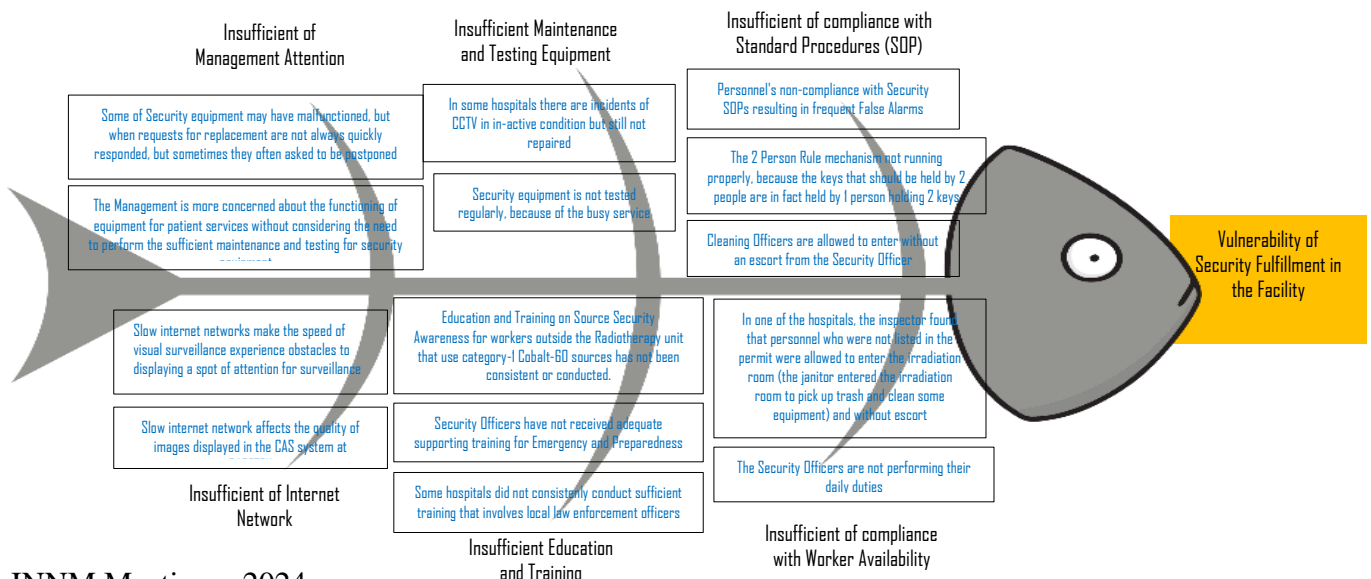 Insufficient of
Management Attention
Some of Security equipment may have malfunctioned, but
when requests for replacement are not always quickly
responded, but sometimes they often asked to be postponed
The Management is more concerned about the functioning of
equipment for patient services without considering the need
to perform the sufficient maintenance and testing for security
Insufficient Maintenance
and Testing Equipment
In some hospitals there are incidents of
CCTV in in-active condition but still not
repaired
Security equipment is not tested
regularly, because of the busy service
Insufficient of compliance with
Standard Procedures (SOP)
Personnel's non-compliance with Security
SOPs resulting in frequent False Alarms
The 2 Person Rule mechanism not running
properly, because the keys that should be held by 2
people are in fact held by 1 person holding 2 keys
Cleaning Officers are allowed to enter without
an escort from the Security Officer
Vulnerability of
Security Fulfillment in
the Facility
Slow internet networks make the speed of
visual surveillance experience obstacles to
displaying a spot of attention for surveillance
Slow internet network affects the quality of
images displayed in the CAS system at
Insufficient of Internet
Network
Education and Training on Source Security
Awareness for workers outside the Radiotherapy unit
that use category-1 Cobalt-60 sources has not been
consistent or conducted.
Security Officers have not received adequate
supporting training for Emergency and Preparedness
Some hospitals did not consistenly conduct sufficient
training that involves local law enforcement officers
Insufficient Education
and Training
In one of the hospitals, the inspector found
that personnel who were not listed in the
permit were allowed to enter the irradiation
room (the janitor entered the irradiation
room to pick up trash and clean some
equipment) and without escort
The Security Officers are not performing their
daily duties
Insufficient of compliance
with Worker Availability
2024